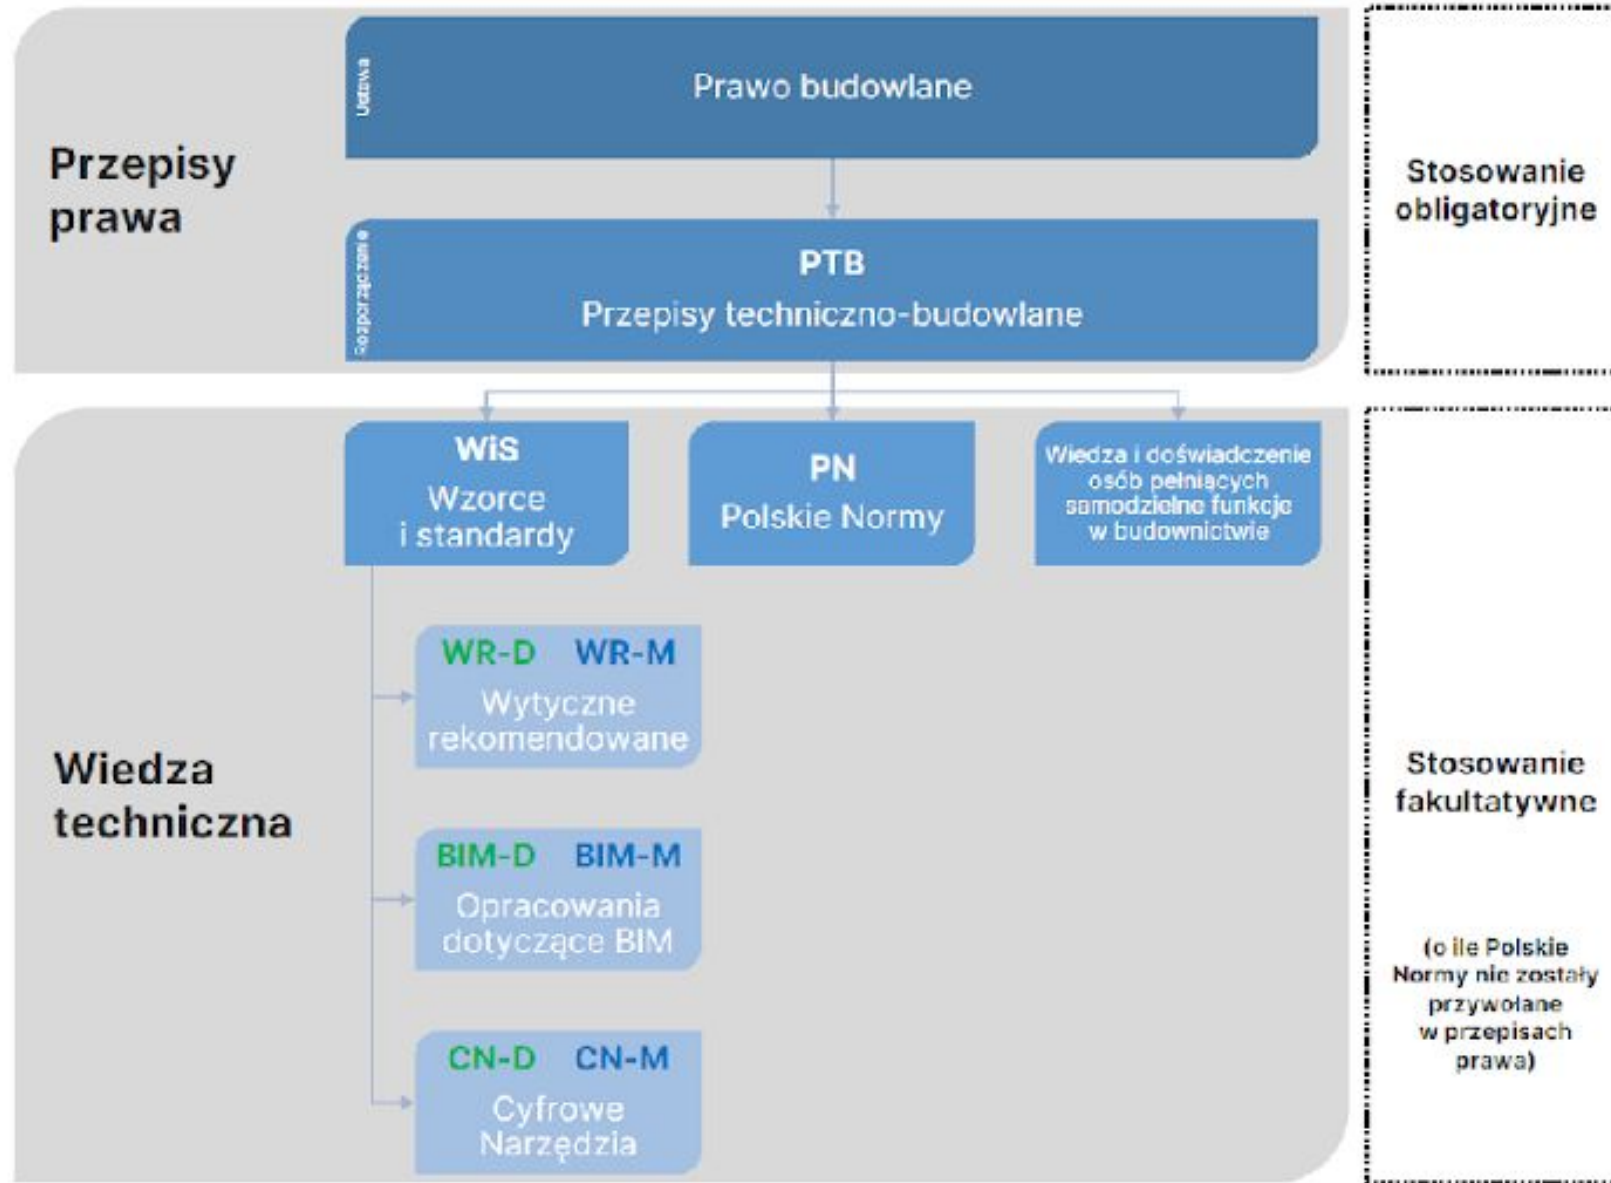 Przepisy
prawa
Ustawa
Prawo budowlane
Rozporządzenie
PTB
Przepisy techniczno-budowlane
Stosowanie
obligatoryjne
Wiedza
techniczna
WiS
Wzorce
i standardy
PN
Polskie Normy
Wiedza i doświadczenie
osób pełniących
samodzielne funkcje
w budownictwie
WR-D WR-M
Wytyczne
rekomendowane
BIM-D BIM-M
Opracowania
dotyczące BIM
CN-D CN-M
Cyfrowe
Narzędzia
Stosowanie
fakultatywne
(o ile Polskie
Normy nie zostały
przywołane
w przepisach
prawa)